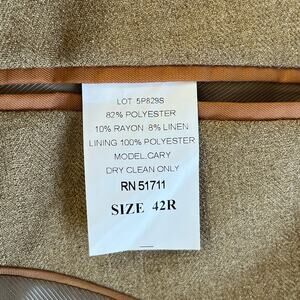 LOT 5P829S
82% POLYESTER
10% RAYON 8% LINEN
LINING 100% POLYESTER
MODEL.CARY
DRY CLEAN ONLY
RN 51711
SIZE 42R